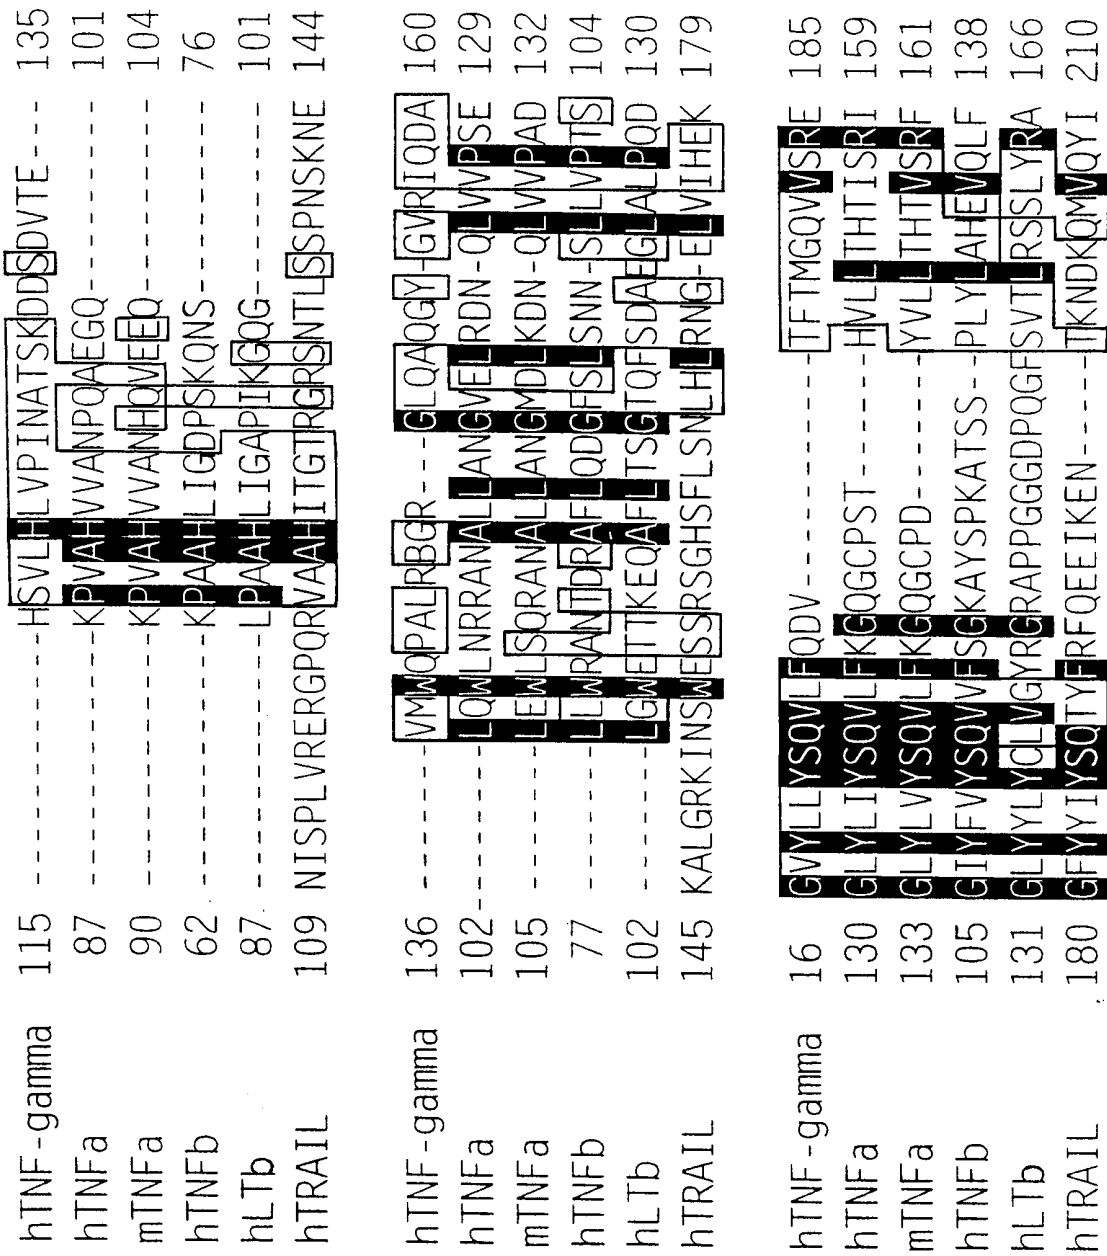 hTNF-gamma 115 ------------HSVLHLVPINATSKDDSDVTE--- 135
hTNFa 87 ------------KPVAHVVANPQAEGQ--------- 101
mTNFa 90 ------------KPVAHVVANHQVEEQ--------- 104
hTNFb 62 ------------KPAAHLIGDPSKQNS--------- 76
hLTb 87 ------------LPAAHLIGAPIKGQG--------- 101
hTRAIL 109 NISPLVRERGPQRVAAHITGTRGRSNTLSSPNSKNE 144
hTNF-gamma 136 -------VMWQPALRBGR---GLQAQGY-GVRIQDA 160
hTNFa 102 -------LQWLNRRANALLANGVELRDN-QLVVPSE 129
mTNFa 105 -------LEWLSQRANALLANGMDLKDN-QLVVPAD 132
hTNFb 77 -------LLWRANTDRAFLQDGFSLSNN-SLLVPTS 104
hLTb 102 -------LGWETTKEQAFLTSGTQFSDAEGLALPQD 130
hTRAIL 145 KALGRKINSWESSRSGHSFLSNLHLRNG-ELVIHEK 179
hTNF-gamma 16 GVYLLYSQVLFQDV-----------TFTMGQVVSRE 185
hTNFa 130 GLYLIYSQVLFKGQGCPST------HVLLTHTISRI 159
mTNFa 133 GLYLVYSQVLFKGQGCPD-------YVLLTHTVSRF 161
hTNFb 105 GIYFVYSQVVFSGKAYSPKATSS--PLYLAHEVQLF 138
hLTb 131 GLYYLYCLVGYRGRAPPGGGDPQGFSVTLRSSLYRA 166
hTRAIL 180 GFYYIYSQTYFRFQEEIKEN-----TKNDKQMVQYI 210